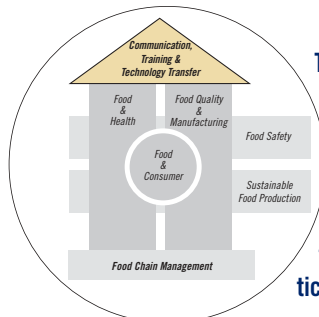 Communication,
Training &
Technology Transfer
T
Food
&
Health
Food Quality
&
Manufacturing
Food Safety
Food
&
Consumer
Sustainable
Food Production
Food Chain Management
tic